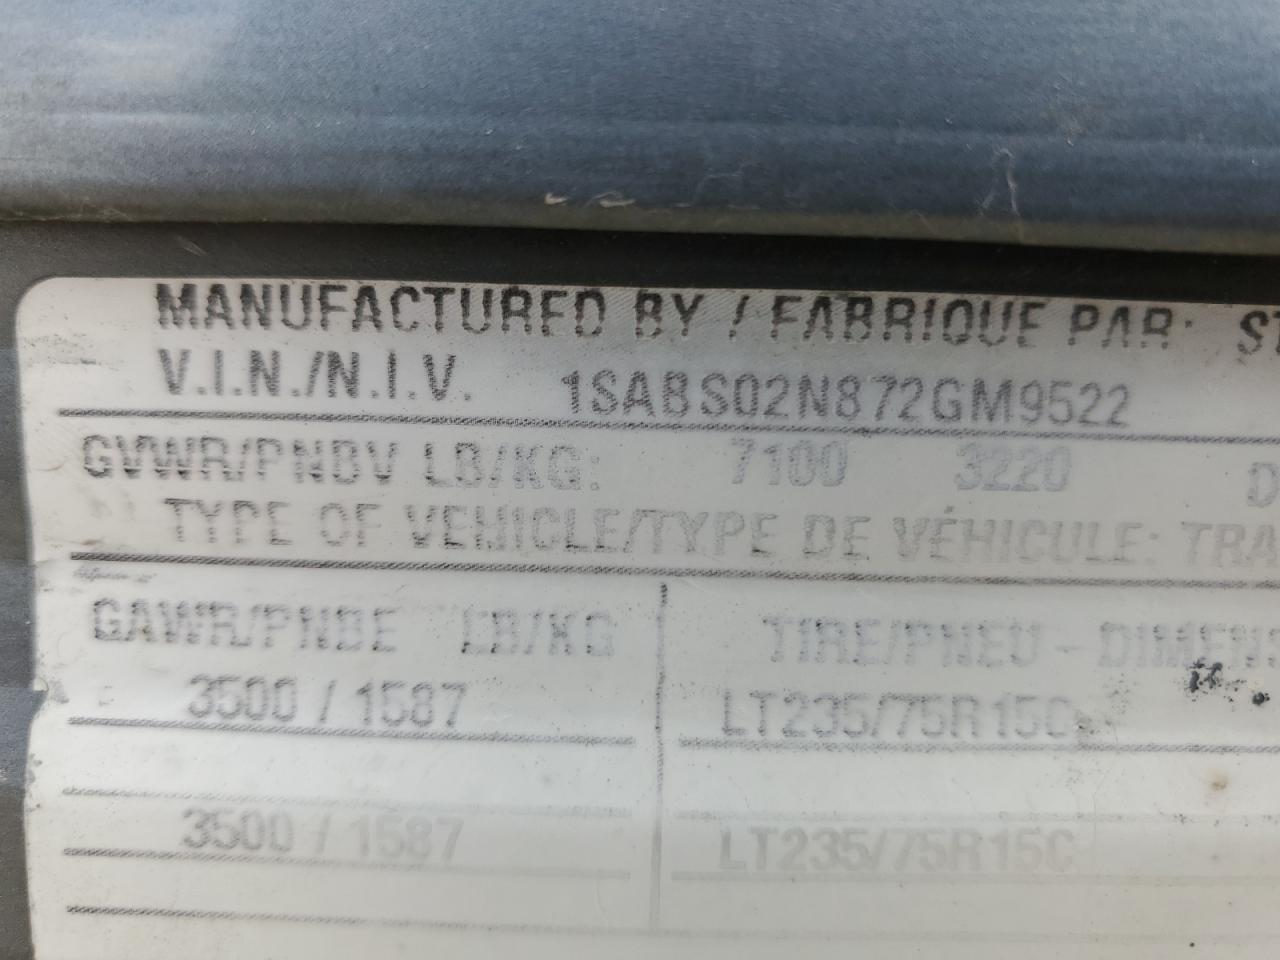 MANUFACTURED BY / FABRIQUE PAR: ST
V.I.N./N.I.V. 1SABS02N872GM9522
GVWR/PNBV LB/KG: 7100 3220 D
TYPE OF VEHICLE/TYPE DE VÉHICULE: TRA
GAWR/PNBE LB/KG TIRE/PNEU - DIMENS
3500 / 1587 LT235/75R15C
3500 / 1587 LT235/75R15C